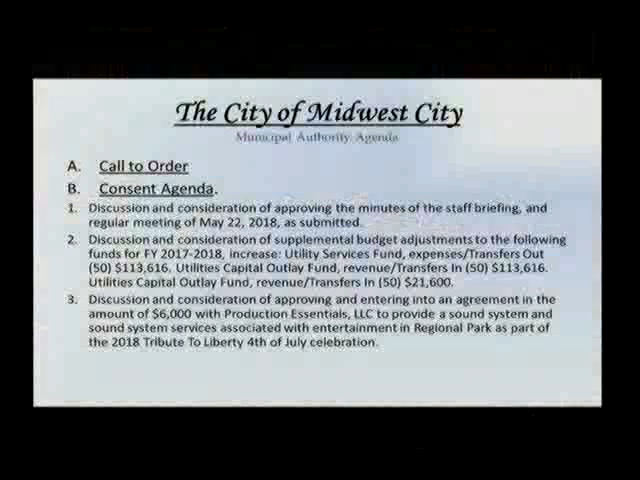 The City of Midwest City
Municipal Authority Agenda
A. Call to Order
B. Consent Agenda.
1. Discussion and consideration of approving the minutes of the staff briefing, and
regular meeting of May 22, 2018, as submitted.
2. Discussion and consideration of supplemental budget adjustments to the following
funds for FY 2017-2018, increase: Utility Services Fund, expenses/Transfers Out
(50) $113,616. Utilities Capital Outlay Fund, revenue/Transfers In (50) $113,616.
Utilities Capital Outlay Fund, revenue/Transfers In (50) $21,600.
3. Discussion and consideration of approving and entering into an agreement in the
amount of $6,000 with Production Essentials, LLC to provide a sound system and
sound system services associated with entertainment in Regional Park as part of
the 2018 Tribute To Liberty 4th of July celebration.